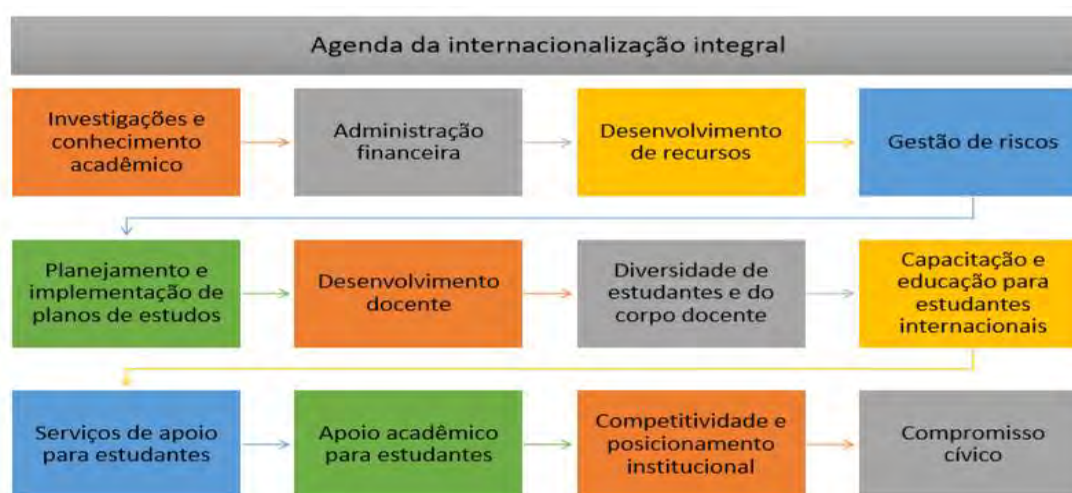 Agenda da internacionalização integral
Investigações e
conhecimento
acadêmico
Administração
financeira
Desenvolvimento
de recursos
Gestão de riscos
Planejamento e
implementação de
planos de estudos
Desenvolvimento
docente
Diversidade de
estudantes e do
corpo docente
Capacitação e
educação para
estudantes
internacionais
Serviços de apoio
para estudantes
Apoio acadêmico
para estudantes
Competitividade e
posicionamento
institucional
Compromisso
cívico